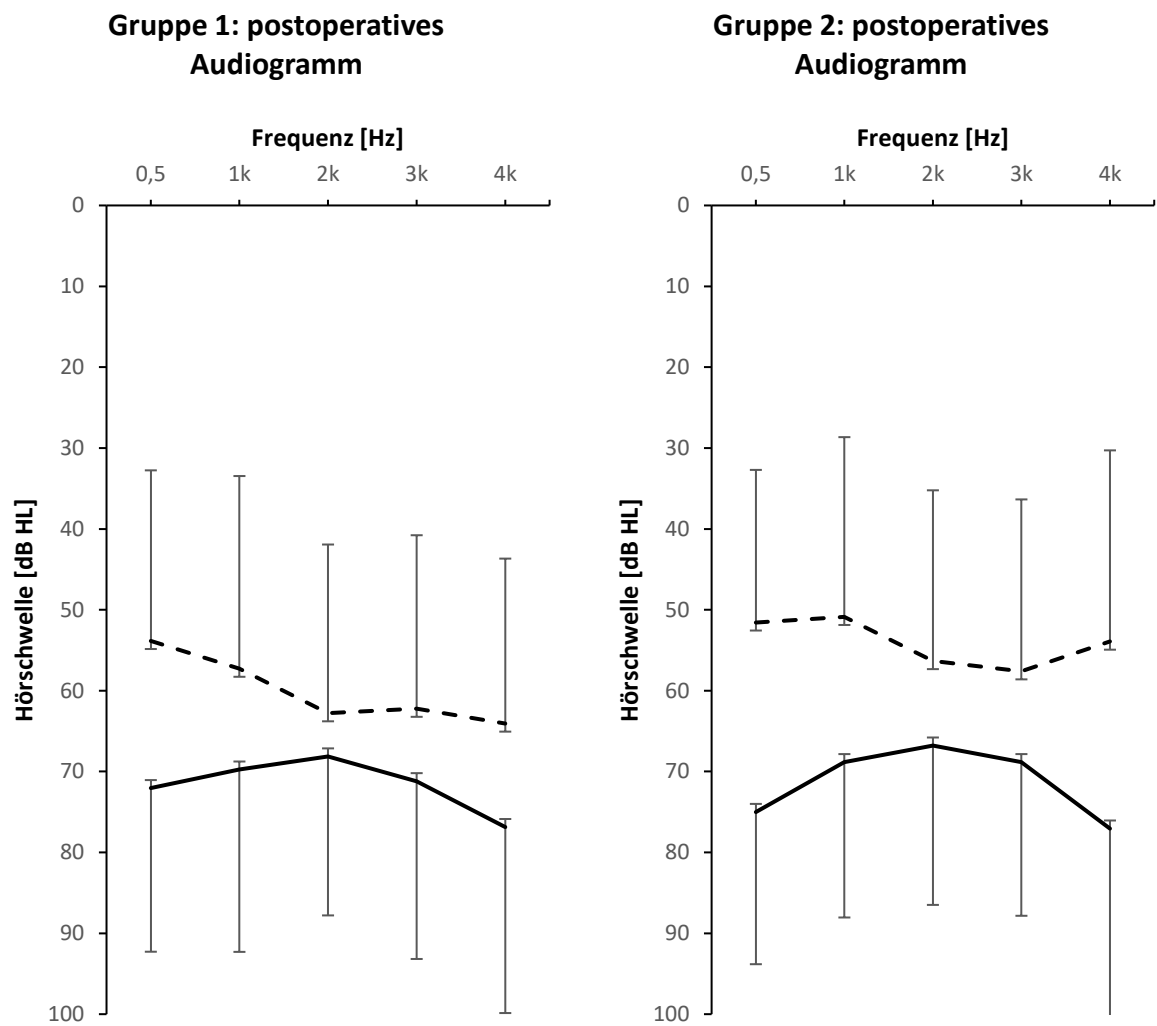 Gruppe 1: postoperatives
Audiogramm
Frequenz [Hz]
0,5 1k 2k 3k 4k
0
10
20
30
40
50
60
70
80
90
100
Hörschwelle [dB HL]
Gruppe 2: postoperatives
Audiogramm
Frequenz [Hz]
0,5 1k 2k 3k 4k
0
10
20
30
40
50
60
70
80
90
100
Hörschwelle [dB HL]